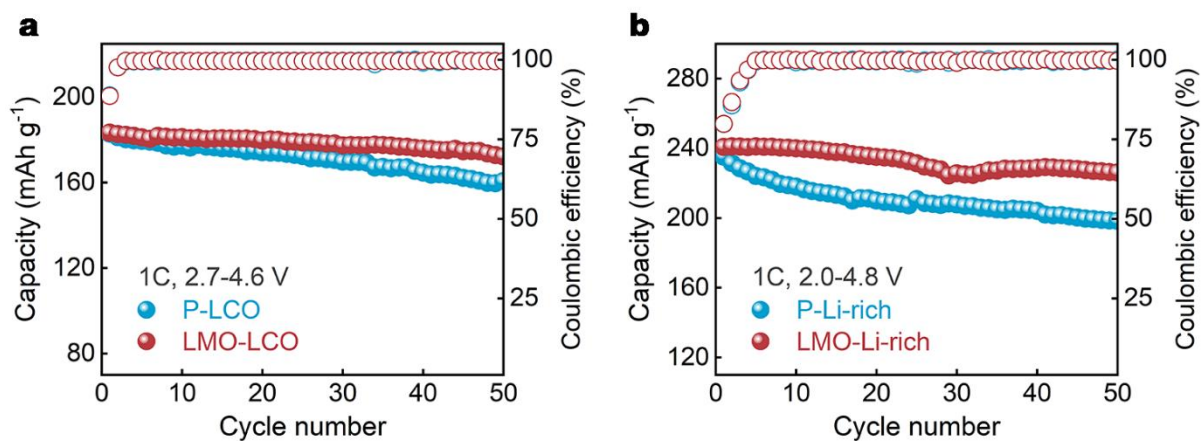 a
Capacity (mAh g⁻¹)
200
160
120
80
100
75
50
25
Coulombic efficiency (%)
1C, 2.7-4.6 V
P-LCO
LMO-LCO
0 10 20 30 40 50
Cycle number
b
Capacity (mAh g⁻¹)
280
240
200
160
120
100
75
50
25
Coulombic efficiency (%)
1C, 2.0-4.8 V
P-Li-rich
LMO-Li-rich
0 10 20 30 40 50
Cycle number